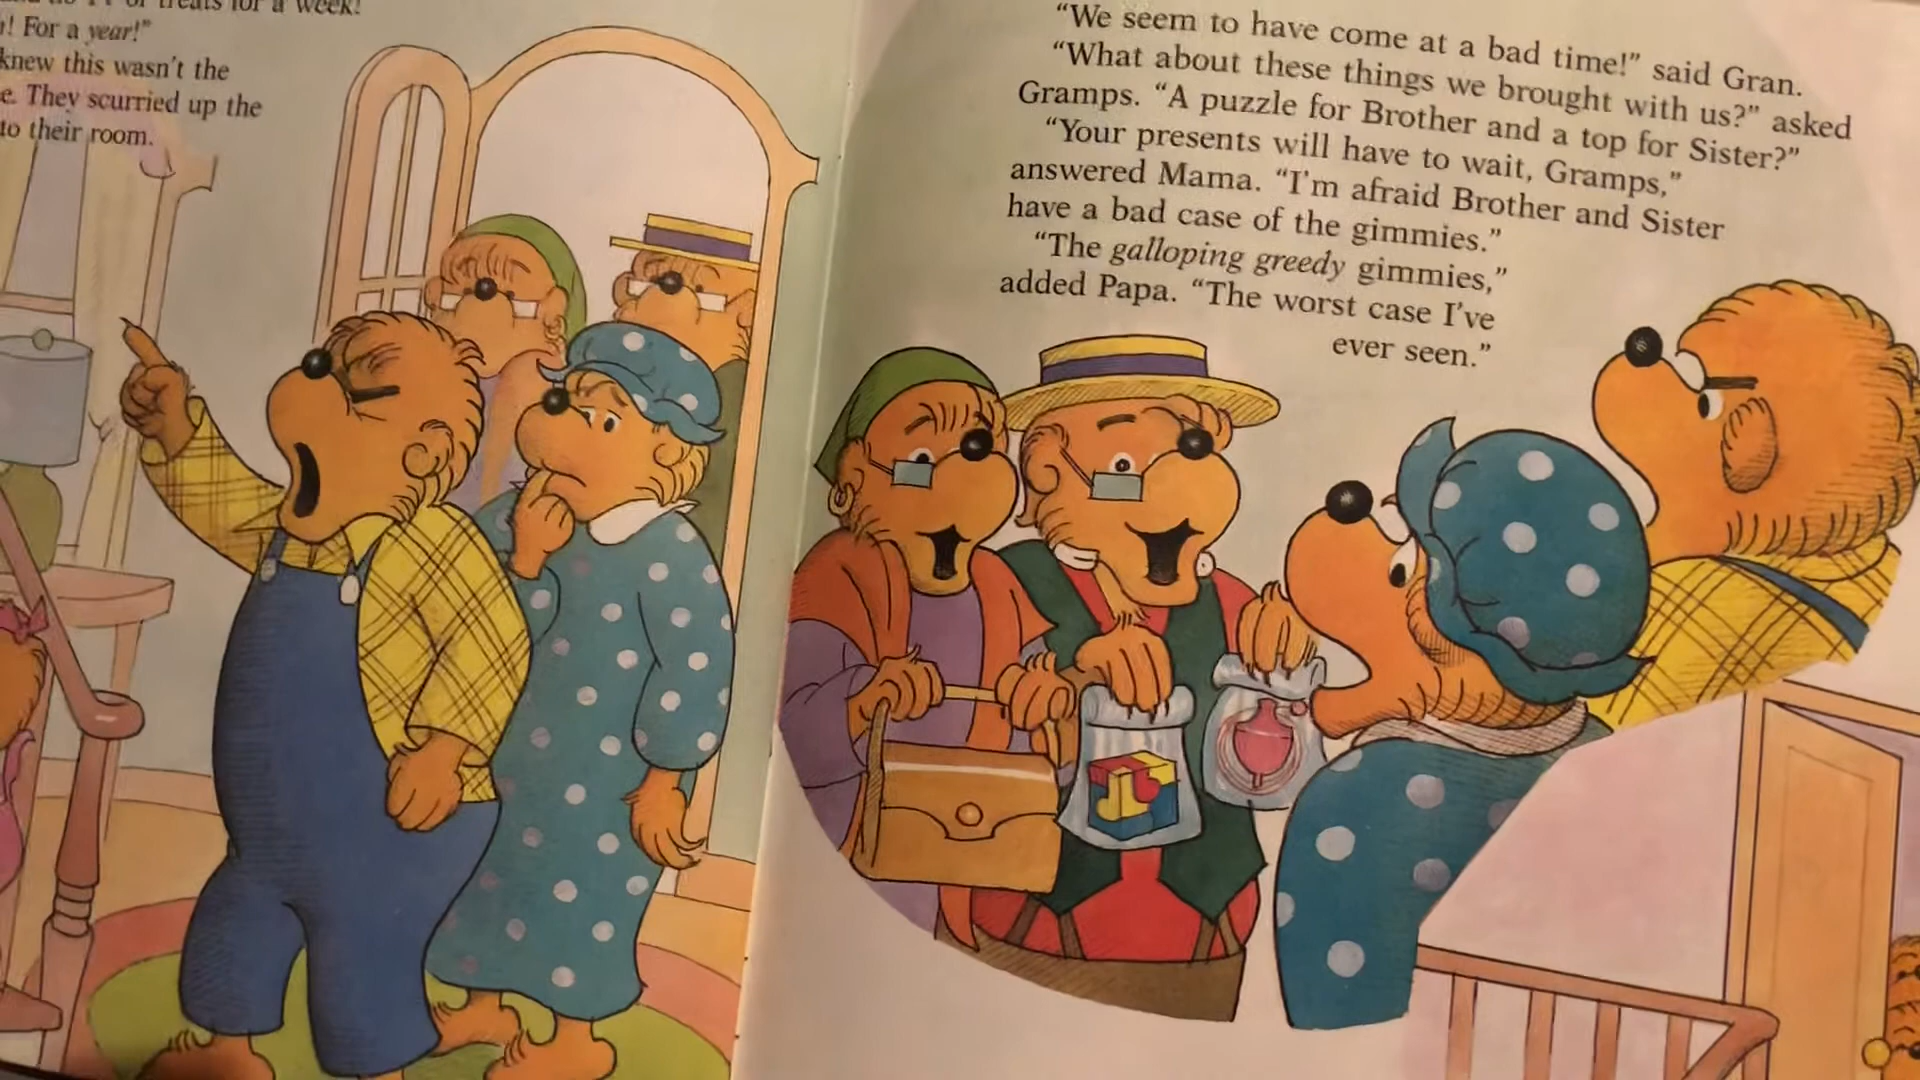 treats for a week!
For a year!"
knew this wasn't the
They scurried up the
to their room.
"We seem to have come at a bad time!" said Gran.
"What about these things we brought with us?" asked
Gramps. "A puzzle for Brother and a top for Sister?"
"Your presents will have to wait, Gramps,"
answered Mama. "I'm afraid Brother and Sister
have a bad case of the gimmies."
"The galloping greedy gimmies,"
added Papa. "The worst case I've
ever seen."